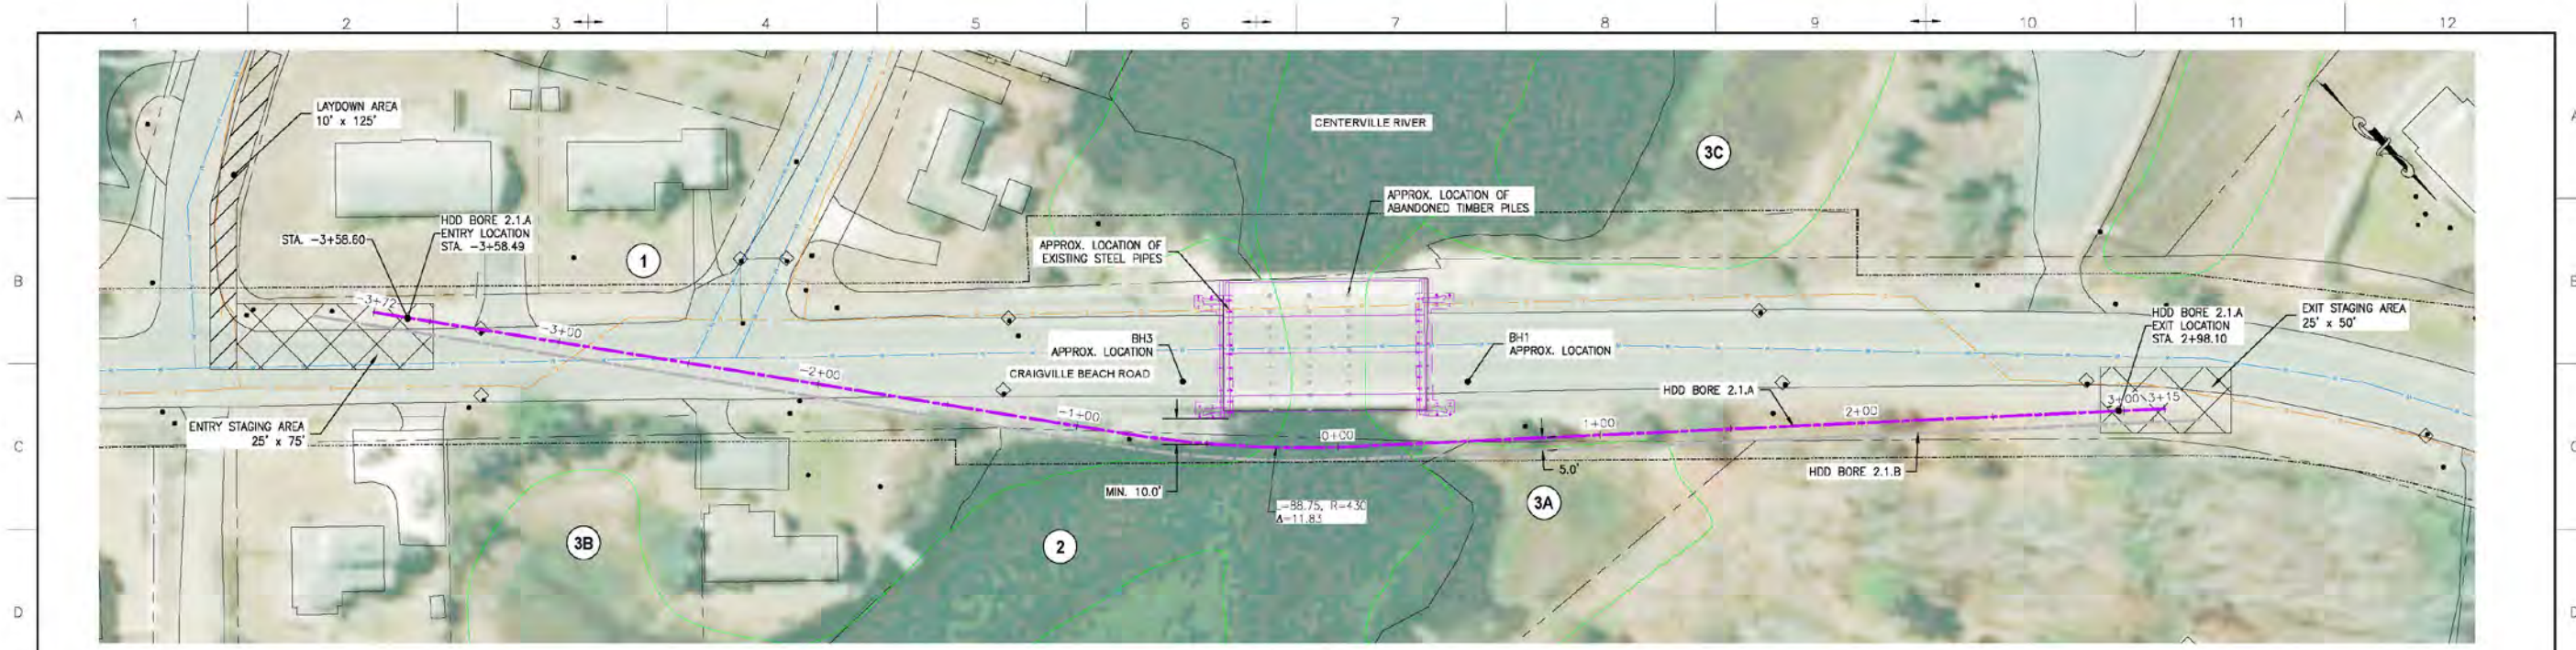 1 2 3 4 5 6 7 8 9 10 11 12
A
LAYDOWN AREA
10' x 125'
CENTERVILLE RIVER
3C
A
HDD BORE 2.1.A
ENTRY LOCATION
STA. -3+58.49
STA. -3+58.60
APPROX. LOCATION OF
ABANDONED TIMBER PILES
APPROX. LOCATION OF
EXISTING STEEL PIPES
1
B
B
-3+72
-3+00
HDD BORE 2.1.A
EXIT LOCATION
STA. 2+98.10
EXIT STAGING AREA
25' x 50'
BH3
APPROX. LOCATION
BH1
APPROX. LOCATION
CRAIGVILLE BEACH ROAD
-2+00
HDD BORE 2.1.A
3+00
3+15
-1+00
2+00
1+00
0+00
ENTRY STAGING AREA
25' x 75'
C
C
5.0'
HDD BORE 2.1.B
MIN. 10.0'
L=88.75, R=430
Δ=11.83
3A
3B
2
D
D